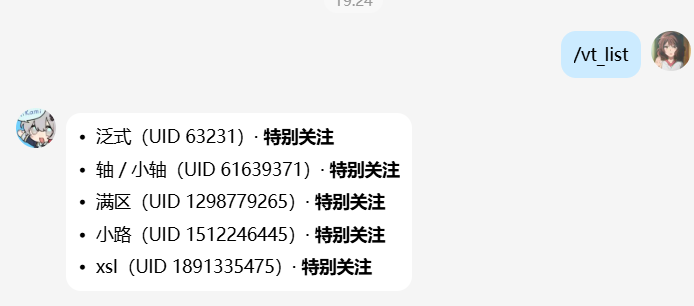 19:24
/vt_list
• 泛式（UID 63231）· 特别关注
• 轴 / 小轴（UID 61639371）· 特别关注
• 满区（UID 1298779265）· 特别关注
• 小路（UID 1512246445）· 特别关注
• xsl（UID 1891335475）· 特别关注